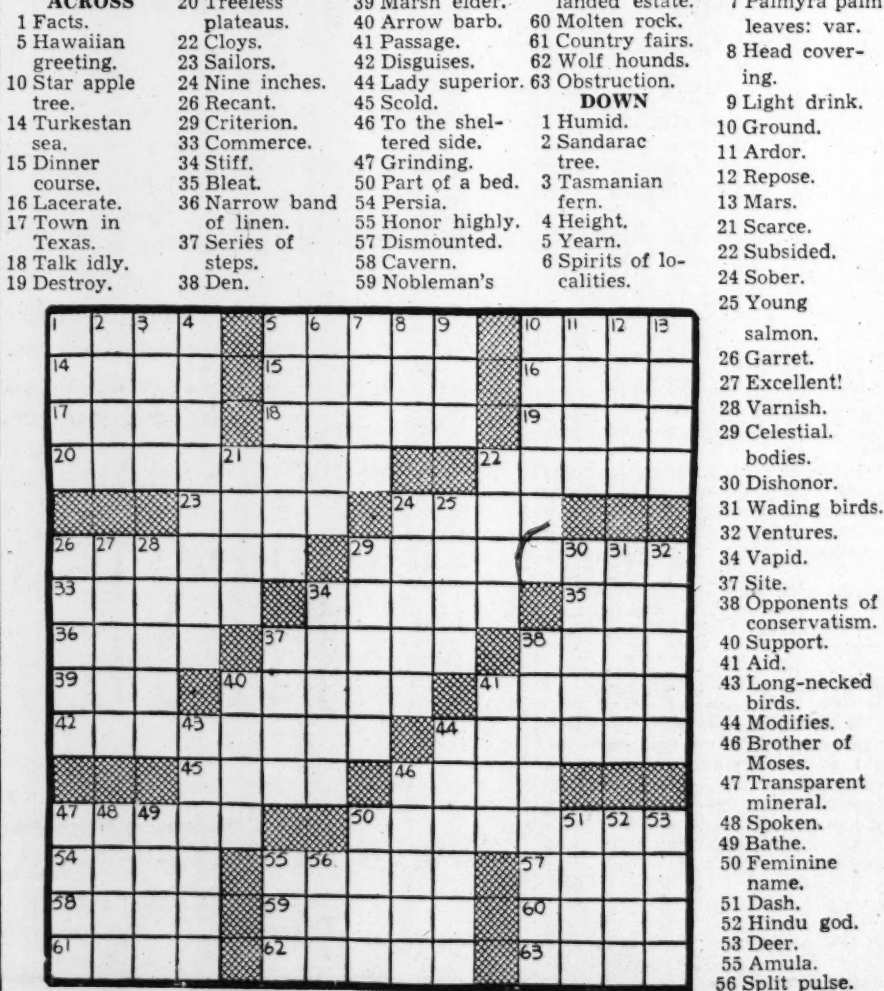 ACROSS
1 Facts.
5 Hawaiian
greeting.
10 Star apple
tree.
14 Turkestan
sea.
15 Dinner
course.
16 Lacerate.
17 Town in
Texas.
18 Talk idly.
19 Destroy.
20 Treeless
plateaus.
22 Cloys.
23 Sailors.
24 Nine inches.
26 Recant.
29 Criterion.
33 Commerce.
34 Stiff.
35 Bleat.
36 Narrow band
of linen.
37 Series of
steps.
38 Den.
39 Marsh elder.
40 Arrow barb.
41 Passage.
42 Disguises.
44 Lady superior.
45 Scold.
46 To the shel-
tered side.
47 Grinding.
50 Part of a bed.
54 Persia.
55 Honor highly.
57 Dismounted.
58 Cavern.
59 Nobleman's
landed estate.
60 Molten rock.
61 Country fairs.
62 Wolf hounds.
63 Obstruction.
DOWN
1 Humid.
2 Sandarac
tree.
3 Tasmanian
fern.
4 Height.
5 Yearn.
6 Spirits of lo-
calities.
7 Palmyra palm
leaves: var.
8 Head cover-
ing.
9 Light drink.
10 Ground.
11 Ardor.
12 Repose.
13 Mars.
21 Scarce.
22 Subsided.
24 Sober.
25 Young
salmon.
26 Garret.
27 Excellent!
28 Varnish.
29 Celestial.
bodies.
30 Dishonor.
31 Wading birds.
32 Ventures.
34 Vapid.
37 Site.
38 Opponents of
conservatism.
40 Support.
41 Aid.
43 Long-necked
birds.
44 Modifies.
46 Brother of
Moses.
47 Transparent
mineral.
48 Spoken.
49 Bathe.
50 Feminine
name.
51 Dash.
52 Hindu god.
53 Deer.
55 Amula.
56 Split pulse.
1 2 3 4 5 6 7 8 9 10 11 12 13
14 15 16
17 18 19
20 21 22
23 24 25
26 27 28 29 30 31 32
33 34 35
36 37 38
39 40 41
42 43 44
45 46
47 48 49 50 51 52 53
54 55 56 57
58 59 60
61 62 63